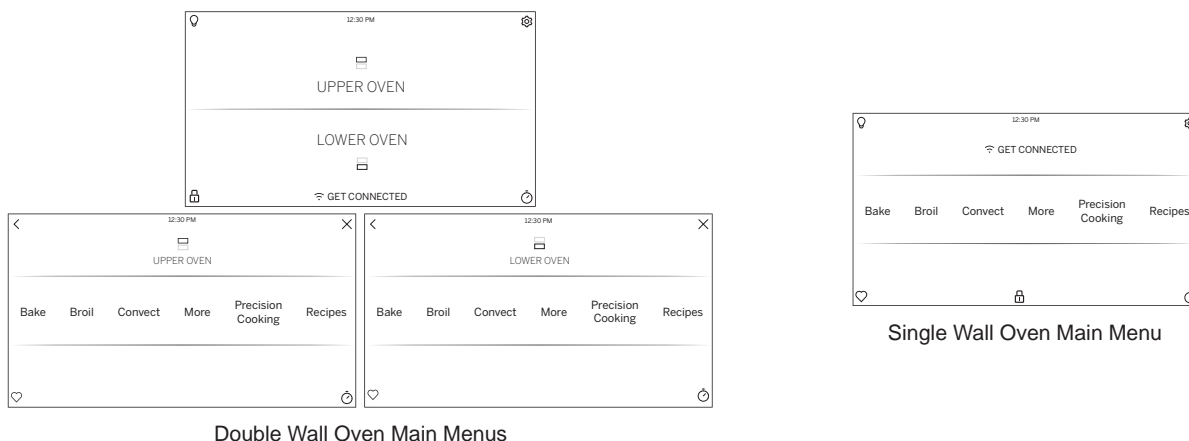 12:30 PM
UPPER OVEN
LOWER OVEN
GET CONNECTED
12:30 PM
UPPER OVEN
Bake Broil Convect More Precision Cooking Recipes
12:30 PM
LOWER OVEN
Bake Broil Convect More Precision Cooking Recipes
Double Wall Oven Main Menus
12:30 PM
GET CONNECTED
Bake Broil Convect More Precision Cooking Recipes
Single Wall Oven Main Menu